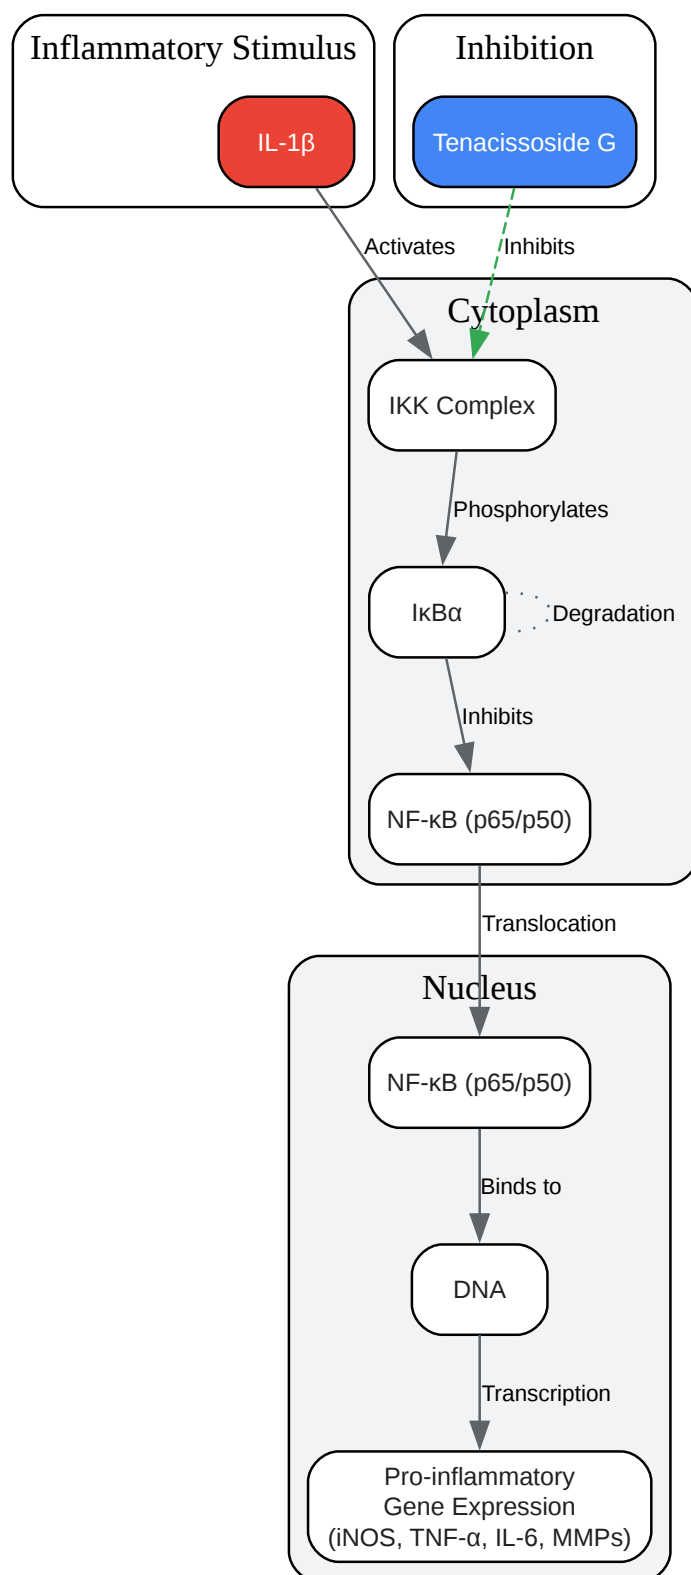 Inflammatory Stimulus
Inhibition
IL-1β
Tenacissoside G
Activates
Inhibits
Cytoplasm
IKK Complex
Phosphorylates
IκBα
Degradation
Inhibits
NF-κB (p65/p50)
Translocation
Nucleus
NF-κB (p65/p50)
Binds to
DNA
Transcription
Pro-inflammatory
Gene Expression
(iNOS, TNF-α, IL-6, MMPs)